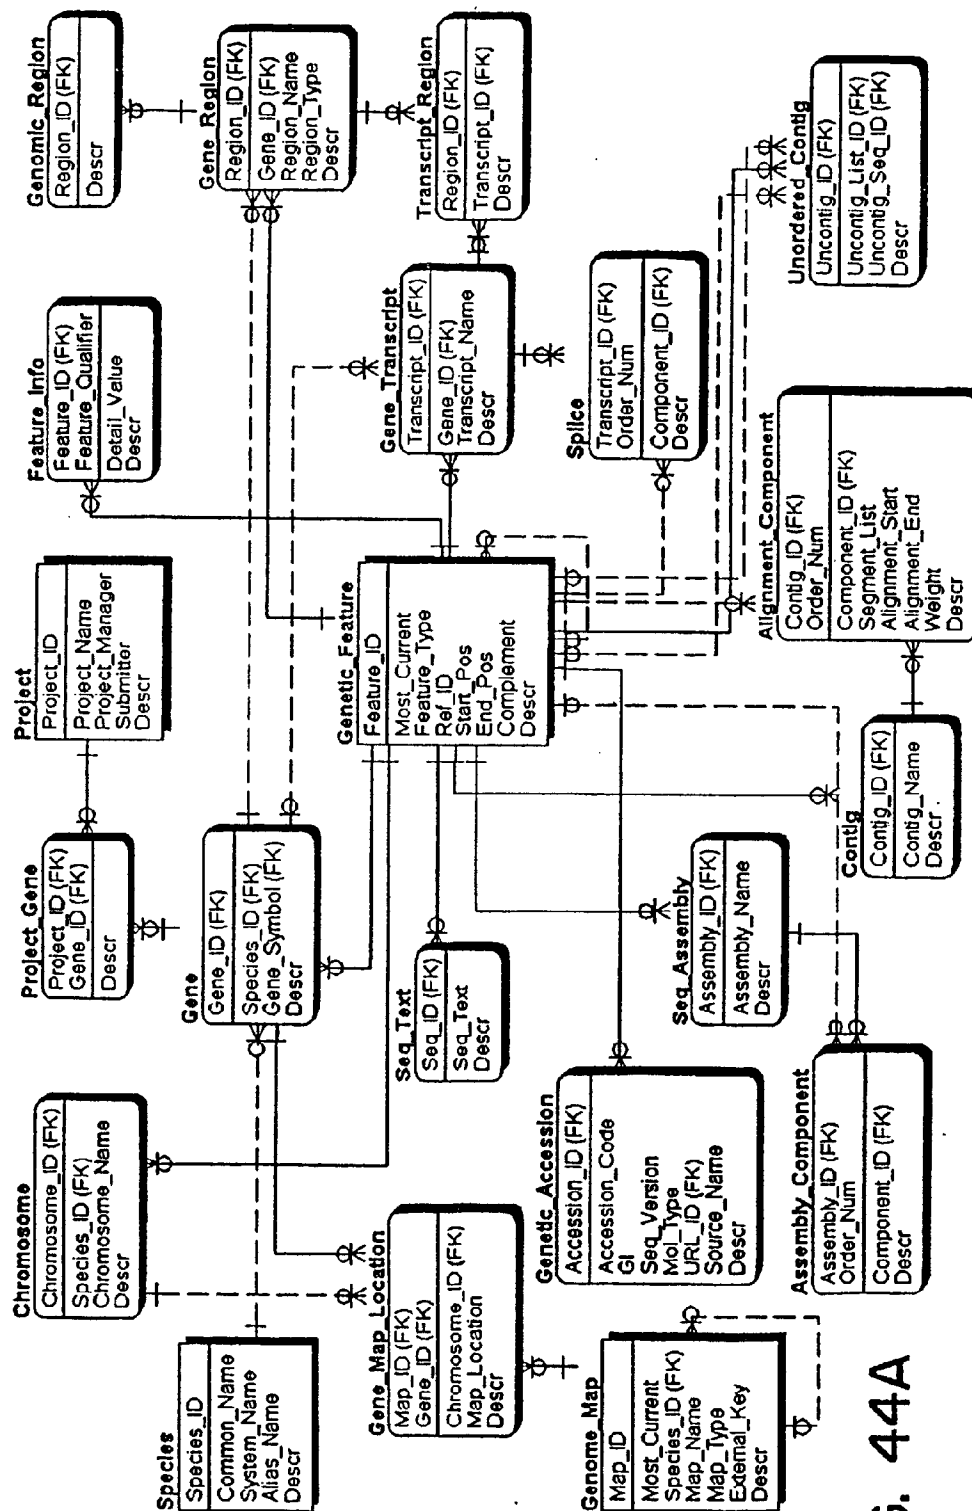 Genomic_Region
Region_ID (FK)
Descr
Gene_Region
Region_ID (FK)
Gene_ID (FK)
Region_Name
Region_Type
Descr
Transcript_Region
Region_ID (FK)
Transcript_ID (FK)
Descr
Unordered_Contig
Uncontig_ID (FK)
Uncontig_List_ID (FK)
Uncontig_Seq_ID (FK)
Descr
Feature_Info
Feature_ID (FK)
Feature_Qualifier
Detail_Value
Descr
Gene_Transcript
Transcript_ID (FK)
Gene_ID (FK)
Transcript_Name
Descr
Splice
Transcript_ID (FK)
Order_Num
Component_ID (FK)
Descr
Alignment_Component
Contig_ID (FK)
Order_Num
Component_ID (FK)
Segment_List
Alignment_Start
Alignment_End
Weight
Descr
Project
Project_ID
Project_Name
Project_Manager
Submitter
Descr
Genetic_Feature
Feature_ID
Most_Current
Feature_Type
Ref_ID
Start_Pos
End_Pos
Complement
Descr
Contig
Contig_ID (FK)
Contig_Name
Descr
Project_Gene
Project_ID (FK)
Gene_ID (FK)
Descr
Gene
Gene_ID (FK)
Species_ID (FK)
Gene_Symbol (FK)
Descr
Seq_Text
Seq_ID (FK)
Seq_Text
Descr
Seq_Assembly
Assembly_ID (FK)
Assembly_Name
Descr
Chromosome
Chromosome_ID (FK)
Species_ID (FK)
Chromosome_Name
Descr
Gene_Map_Location
Map_ID (FK)
Gene_ID (FK)
Chromosome_ID (FK)
Map_Location
Descr
Genetic_Accession
Accession_ID (FK)
Accession_Code
GI
Seq_Version
Mol_Type
URL_ID (FK)
Source_Name
Descr
Assembly_Component
Assembly_ID (FK)
Order_Num
Component_ID (FK)
Descr
Species
Species_ID
Common_Name
System_Name
Alias_Name
Descr
Genome_Map
Map_ID
Most_Current
Species_ID (FK)
Map_Name
Map_Type
External_Key
Descr
44A